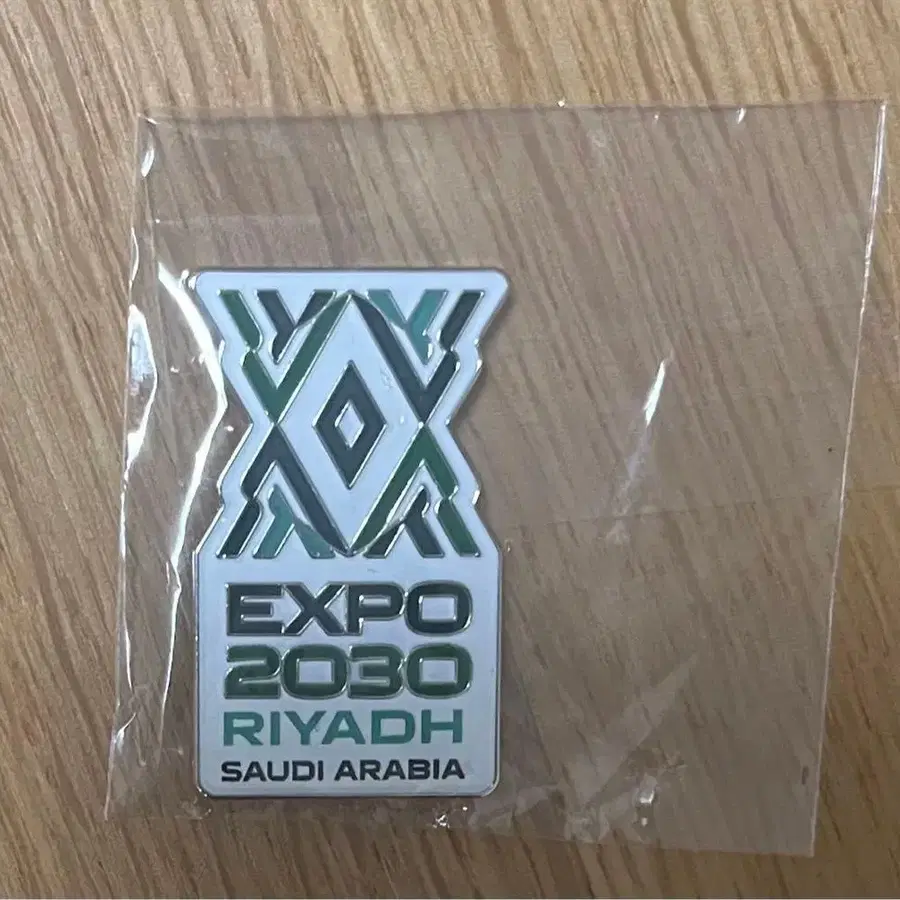 EXPO
2030
RIYADH
SAUDI ARABIA